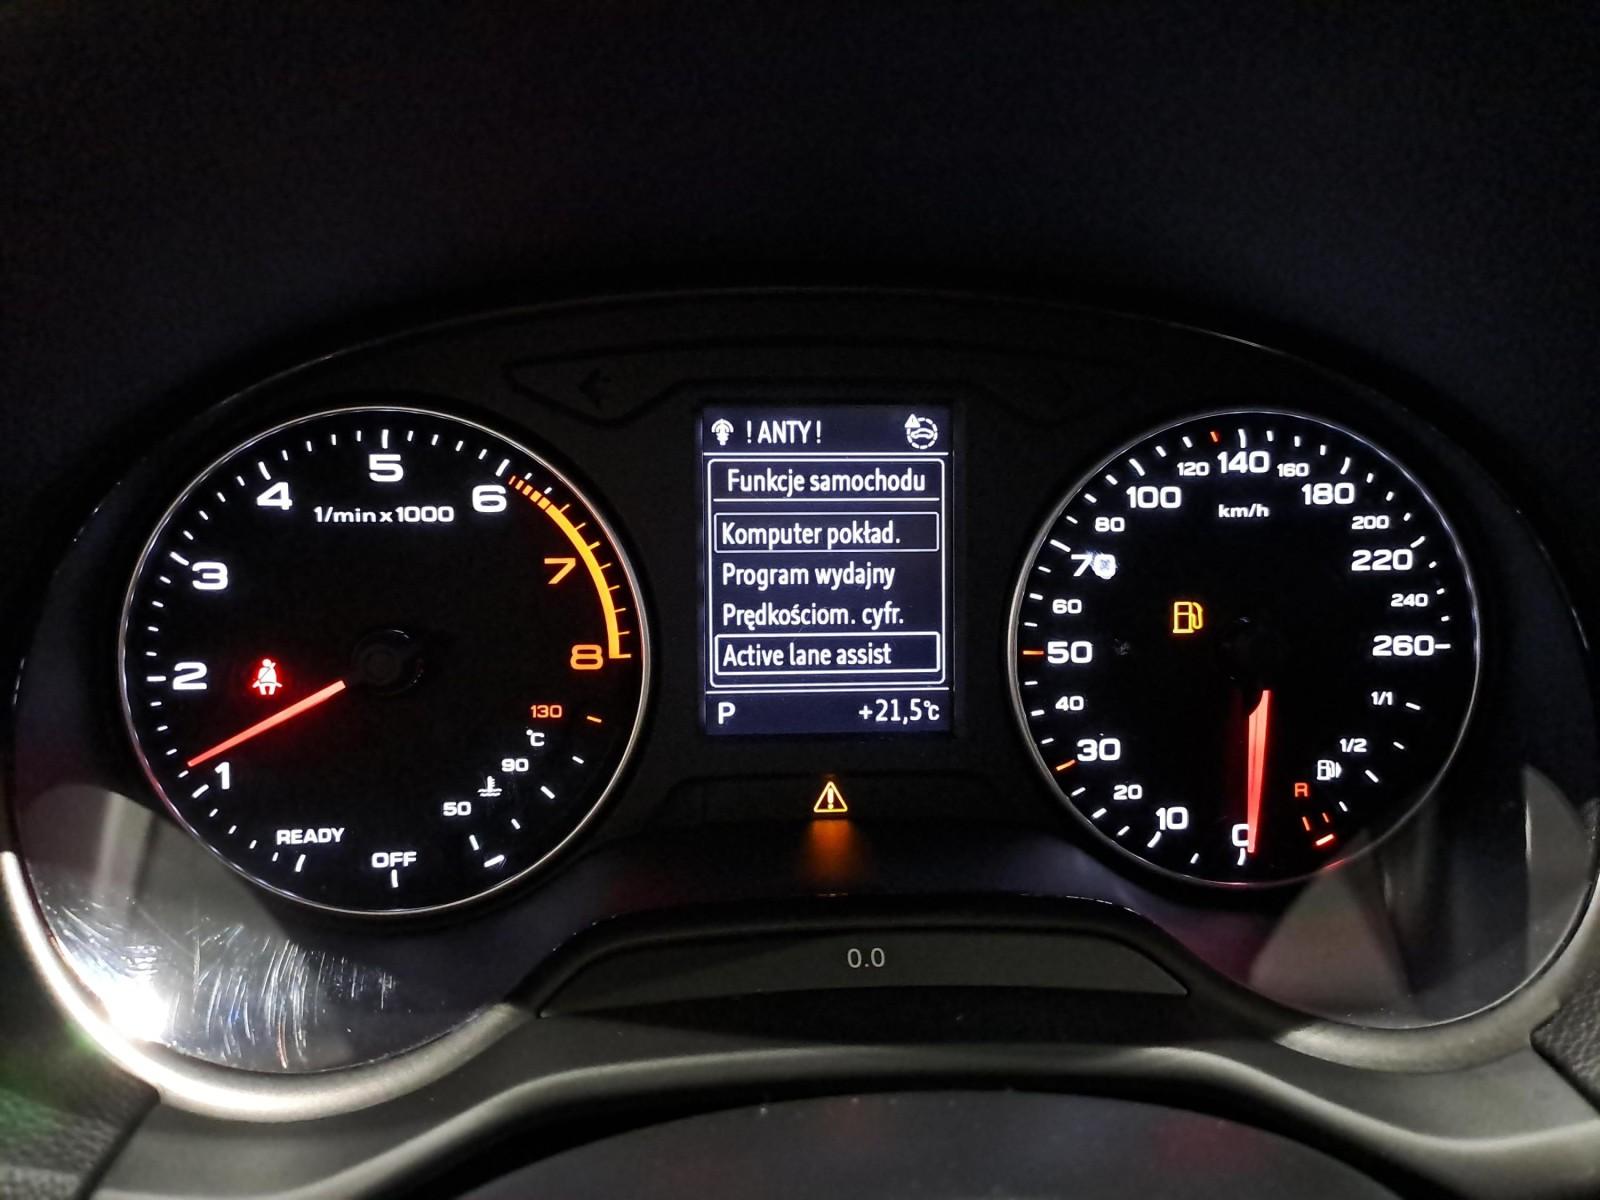 ! ANTY !
Funkcje samochodu
Komputer pokład.
Program wydajny
Prędkościom. cyfr.
Active lane assist
P +21,5°C
1/min x 1000
OFF
READY
1
2
3
4
5
6
7
8
130
°C
90
50
km/h
0
10
20
30
40
50
60
70
80
100
120
140
160
180
200
220
240
260
1/1
1/2
R
0.0